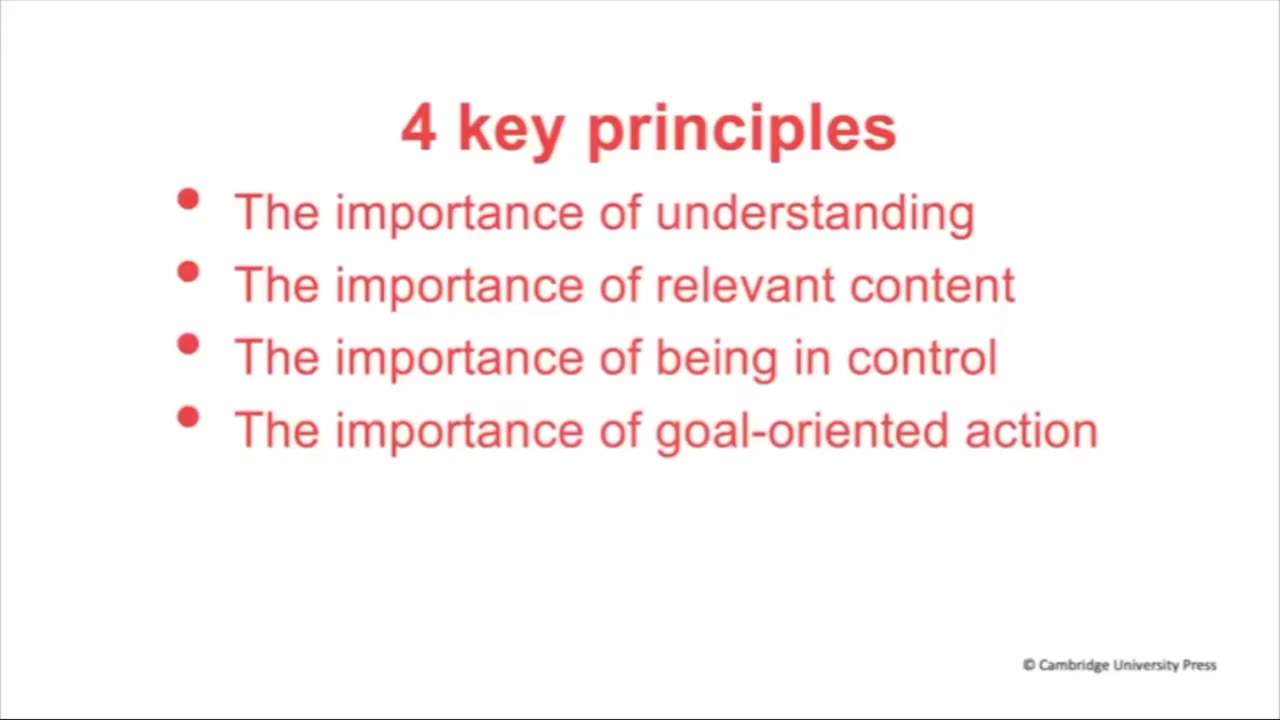 4 key principles
• The importance of understanding
• The importance of relevant content
• The importance of being in control
• The importance of goal-oriented action
© Cambridge University Press